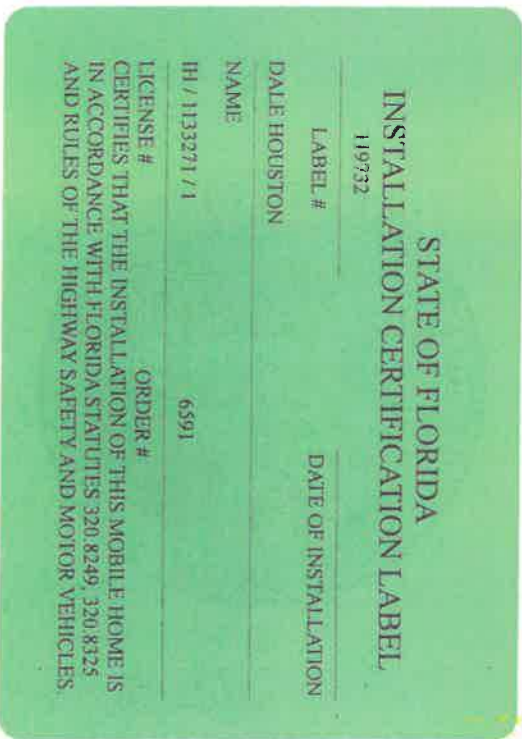 STATE OF FLORIDA
INSTALLATION CERTIFICATION LABEL
119732
LABEL # DATE OF INSTALLATION
DALE HOUSTON
NAME
IH / 1133271 / 1 6591
LICENSE # ORDER #
CERTIFIES THAT THE INSTALLATION OF THIS MOBILE HOME IS
IN ACCORDANCE WITH FLORIDA STATUTES 320.8249, 320.8325
AND RULES OF THE HIGHWAY SAFETY AND MOTOR VEHICLES.